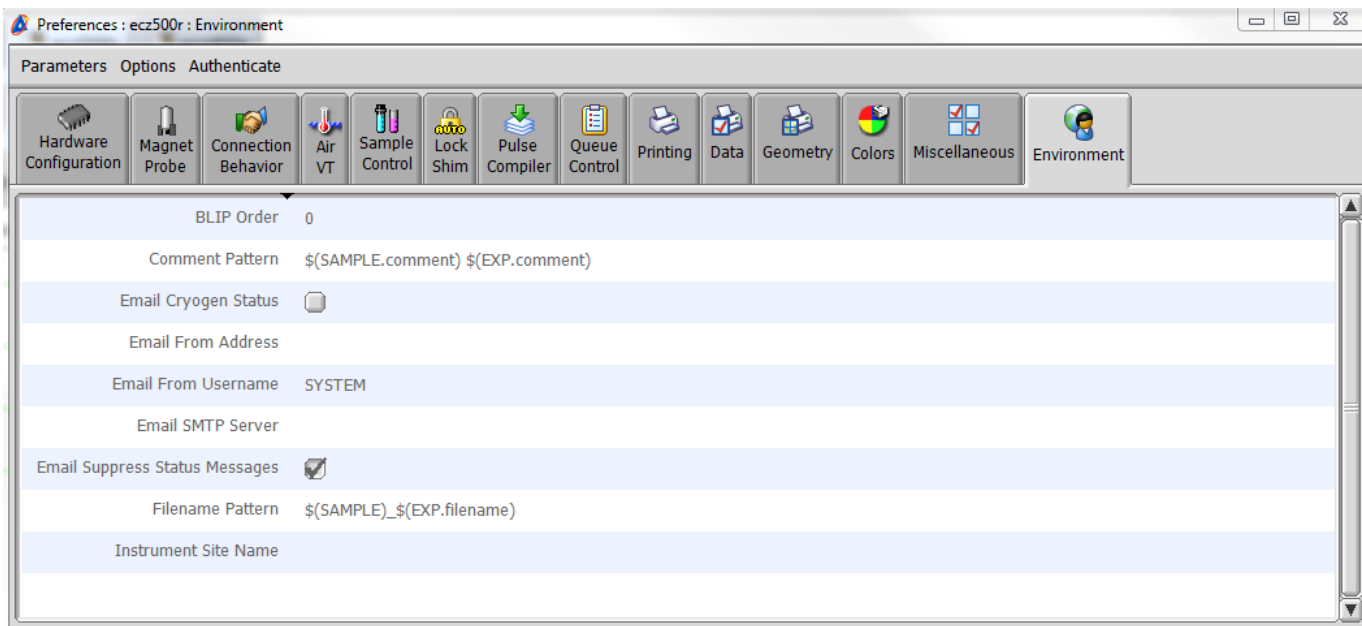 Preferences : ecz500r : Environment
Parameters Options Authenticate
Hardware Configuration
Magnet Probe
Connection Behavior
Air VT
Sample Control
AUTO
Lock Shim
Pulse Compiler
Queue Control
Printing
Data
Geometry
Colors
Miscellaneous
Environment
BLIP Order 0
Comment Pattern $(SAMPLE.comment) $(EXP.comment)
Email Cryogen Status
Email From Address
Email From Username SYSTEM
Email SMTP Server
Email Suppress Status Messages
Filename Pattern $(SAMPLE)_$(EXP.filename)
Instrument Site Name